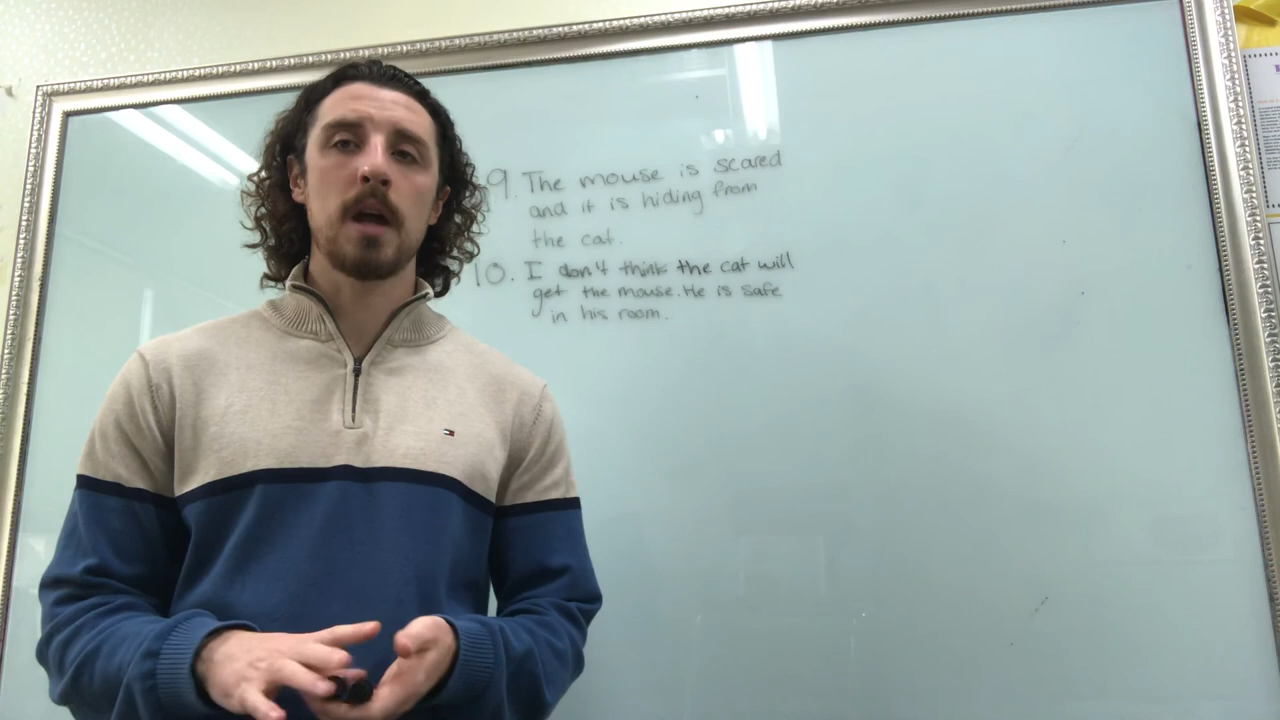 9. The mouse is scared
and it is hiding from
the cat.
10. I don't think the cat will
get the mouse. He is safe
in his room.